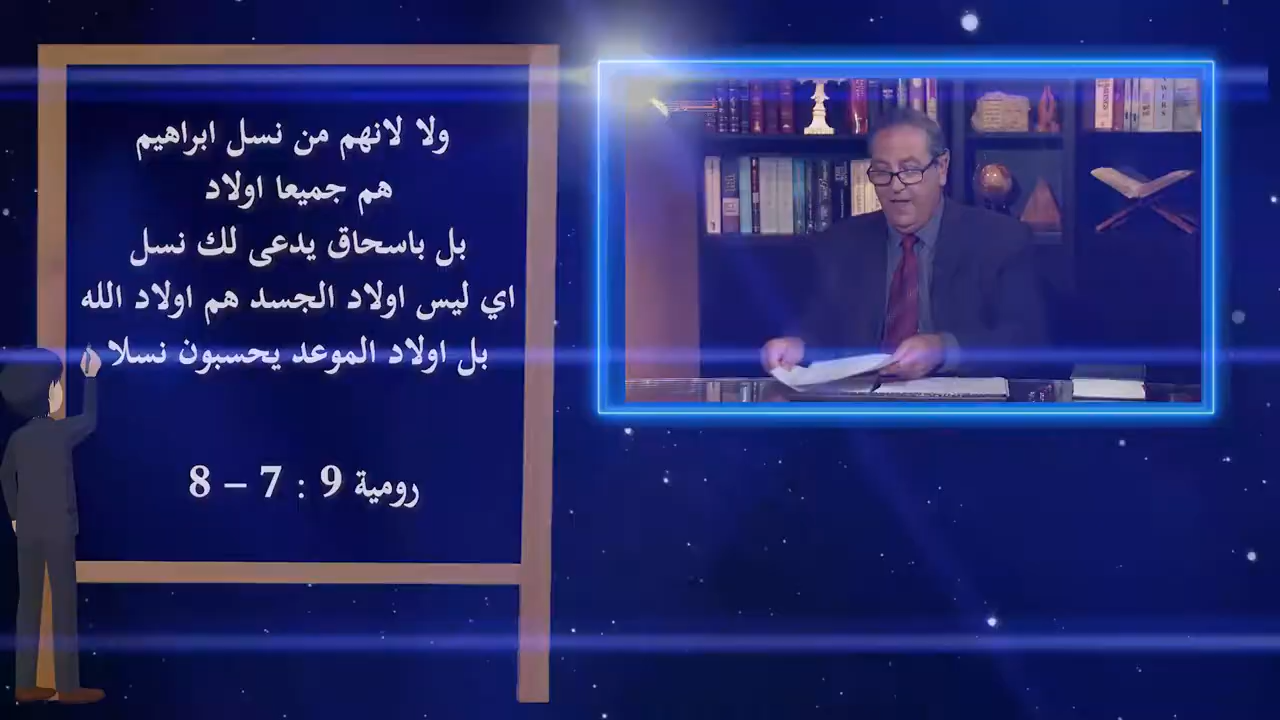 ولا لانهم من نسل ابراهيم
هم جميعا اولاد
بل باسحاق يدعى لك نسل
اي ليس اولاد الجسد هم اولاد الله
بل اولاد الموعد يحسبون نسلا
رومية 9 : 7 – 8